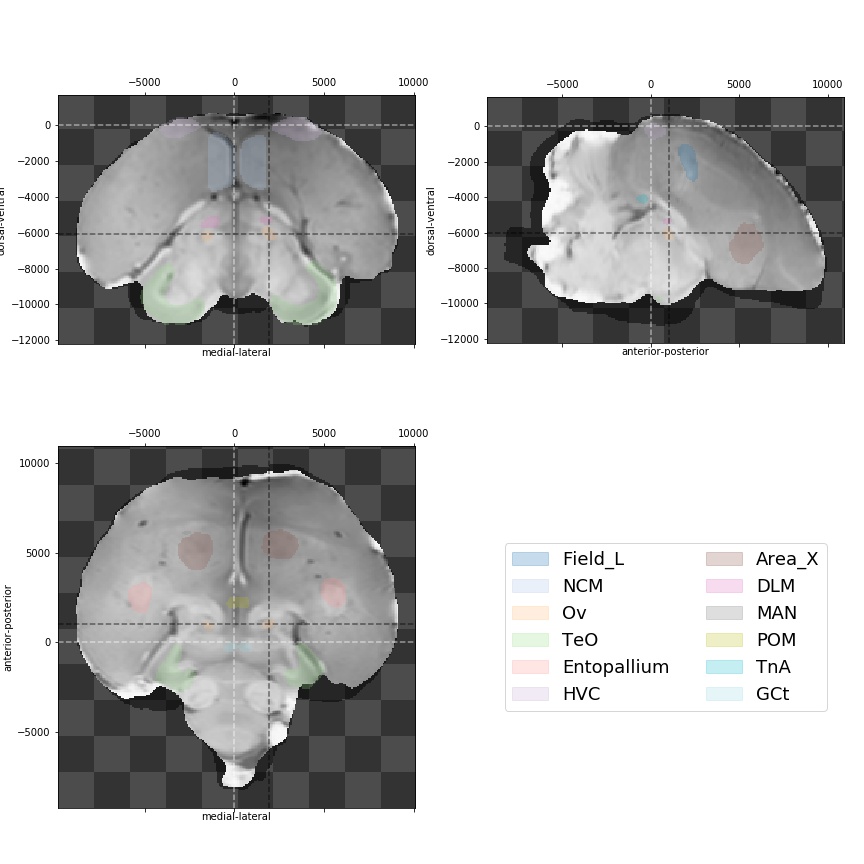 −5000 0 5000 10000
0
−2000
−4000
−6000
−8000
−10000
−12000
dorsal-ventral
medial-lateral
−5000 0 5000 10000
0
−2000
−4000
−6000
−8000
−10000
−12000
dorsal-ventral
anterior-posterior
−5000 0 5000 10000
10000
5000
0
−5000
anterior-posterior
medial-lateral
Field_L Area_X
NCM DLM
Ov MAN
TeO POM
Entopallium TnA
HVC GCt